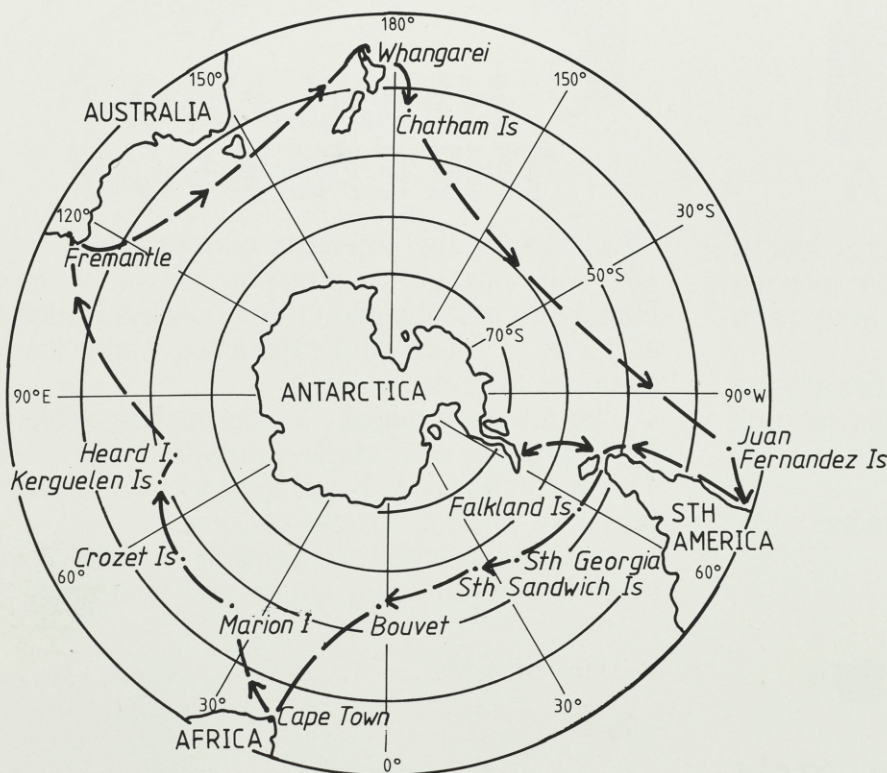 180°
Whangarei
150°
150°
AUSTRALIA
Chatham Is
120°
30°S
Fremantle
50°S
70°S
ANTARCTICA
90°E
90°W
Heard I
Juan
Fernandez Is
Kerguelen Is
Falkland Is
STH
AMERICA
Crozet Is
Sth Georgia
60°
Sth Sandwich Is
60°
Marion I
Bouvet
30°
30°
Cape Town
AFRICA
0°